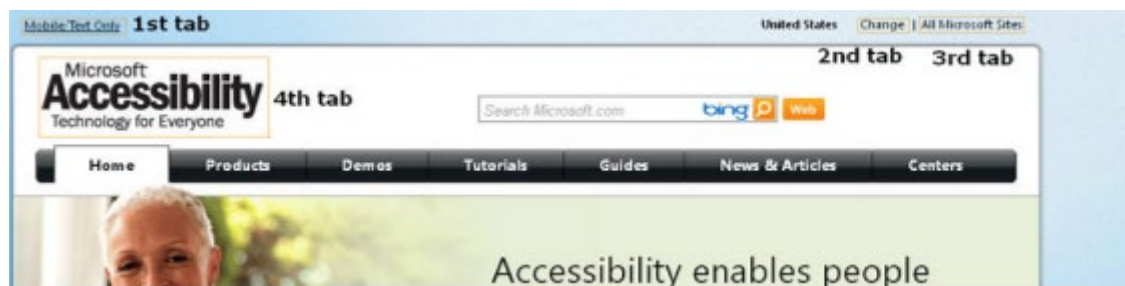 Mobile Text Only 1st tab United States Change | All Microsoft Sites
2nd tab 3rd tab
Microsoft
Accessibility
Technology for Everyone
4th tab
Search Microsoft.com bing Web
Home Products Demos Tutorials Guides News & Articles Centers
Accessibility enables people